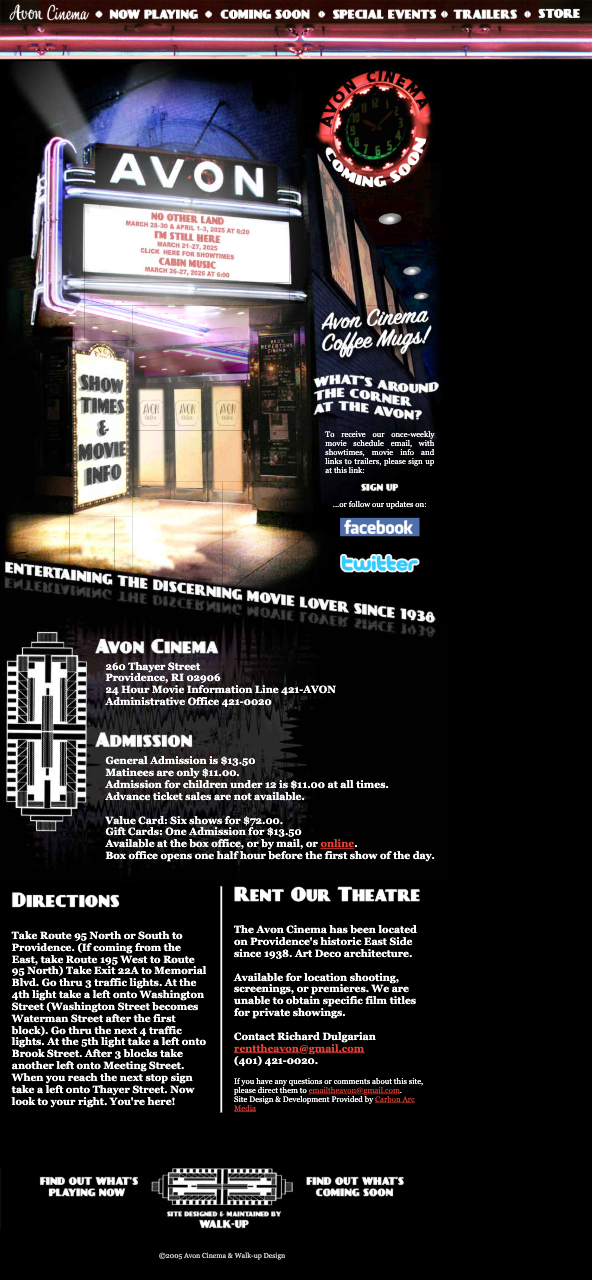 Avon Cinema NOW PLAYING COMING SOON SPECIAL EVENTS TRAILERS STORE
AVON CINEMA
COMING SOON
AVON
NO OTHER LAND
MARCH 28-30 & APRIL 1-3, 2025 AT 6:20
I'M STILL HERE
MARCH 21-27, 2025
CLICK HERE FOR SHOWTIMES
CABIN MUSIC
MARCH 26-27, 2025 AT 6:00
Avon Cinema
Coffee Mugs!
SHOW
TIMES
&
MOVIE
INFO
AVON
AVON
AVON
AVON
REPERTORY
CINEMA
WHAT'S AROUND
THE CORNER
AT THE AVON?
To receive our once-weekly
movie schedule email, with
showtimes, movie info and
links to trailers, please sign up
at this link:
SIGN UP
...or follow our updates on:
facebook
twitter
ENTERTAINING THE DISCERNING MOVIE LOVER SINCE 1938
AVON CINEMA
260 Thayer Street
Providence, RI 02906
24 Hour Movie Information Line 421-AVON
Administrative Office 421-0020
ADMISSION
General Admission is $13.50
Matinees are only $11.00.
Admission for children under 12 is $11.00 at all times.
Advance ticket sales are not available.
Value Card: Six shows for $72.00.
Gift Cards: One Admission for $13.50
Available at the box office, or by mail, or online.
Box office opens one half hour before the first show of the day.
DIRECTIONS
Take Route 95 North or South to
Providence. (If coming from the
East, take Route 195 West to Route
95 North) Take Exit 22A to Memorial
Blvd. Go thru 3 traffic lights. At the
4th light take a left onto Washington
Street (Washington Street becomes
Waterman Street after the first
block). Go thru the next 4 traffic
lights. At the 5th light take a left onto
Brook Street. After 3 blocks take
another left onto Meeting Street.
When you reach the next stop sign
take a left onto Thayer Street. Now
look to your right. You're here!
RENT OUR THEATRE
The Avon Cinema has been located
on Providence's historic East Side
since 1938. Art Deco architecture.
Available for location shooting,
screenings, or premieres. We are
unable to obtain specific film titles
for private showings.
Contact Richard Dulgarian
renttheavon@gmail.com
(401) 421-0020.
If you have any questions or comments about this site,
please direct them to emailtheavon@gmail.com.
Site Design & Development Provided by Carbon Arc
Media
FIND OUT WHAT'S
PLAYING NOW
SITE DESIGNED & MAINTAINED BY
WALK-UP
FIND OUT WHAT'S
COMING SOON
©2005 Avon Cinema & Walk-up Design